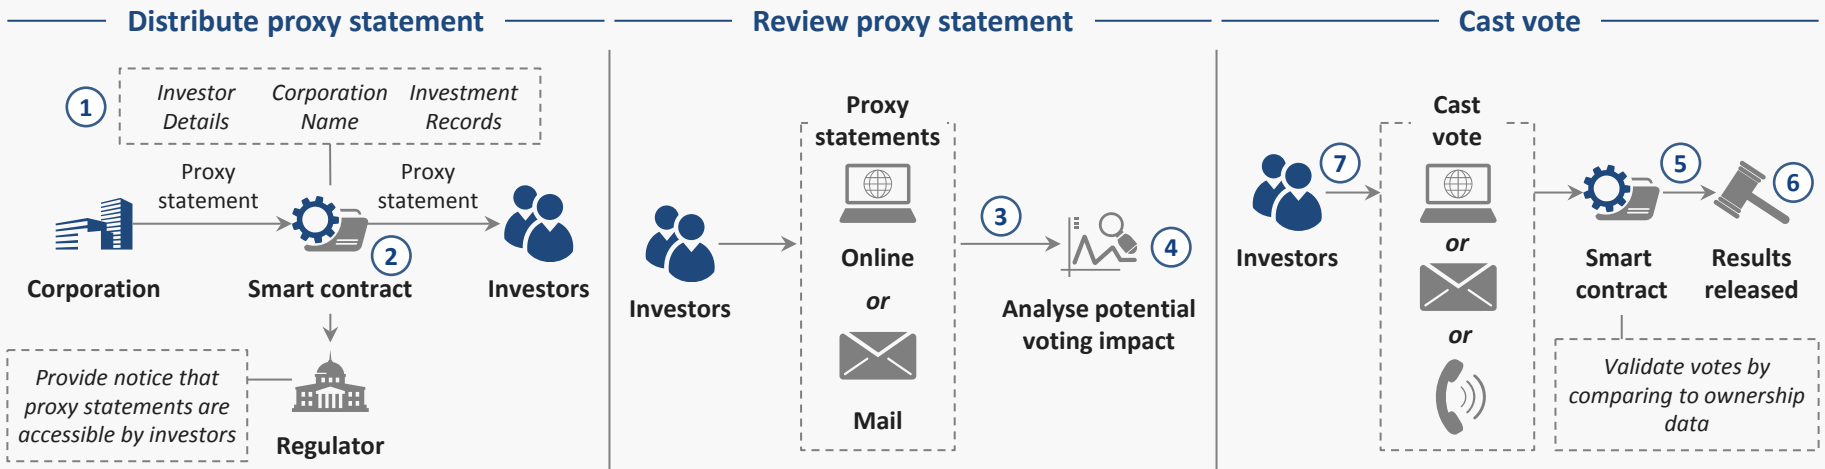 Distribute proxy statement
1
Investor
Details
Corporation
Name
Investment
Records
Proxy
statement
Proxy
statement
2
Corporation
Smart contract
Investors
Provide notice that
proxy statements are
accessible by investors
Regulator
Review proxy statement
Investors
Proxy
statements
Online
or
Mail
3
4
Analyse potential
voting impact
Cast vote
Investors
7
Cast
vote
or
or
5
6
Smart
contract
Results
released
Validate votes by
comparing to ownership
data